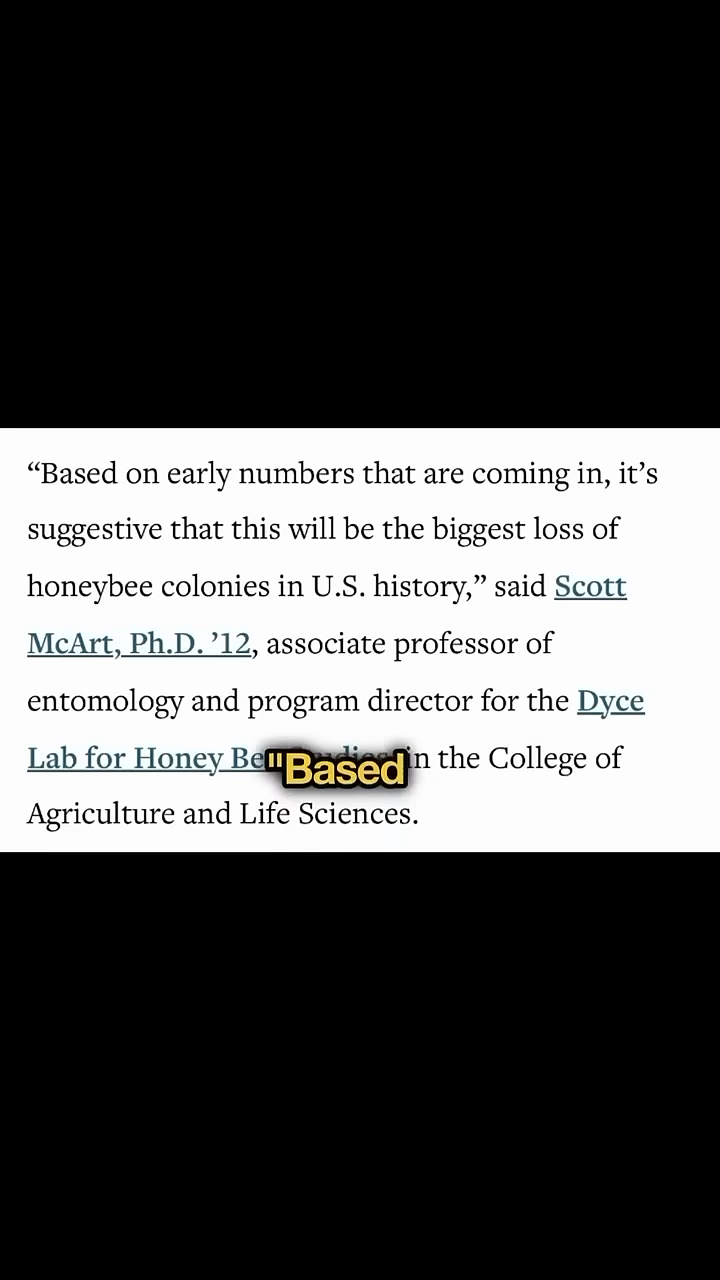 “Based on early numbers that are coming in, it’s
suggestive that this will be the biggest loss of
honeybee colonies in U.S. history,” said Scott
McArt, Ph.D. ’12, associate professor of
entomology and program director for the Dyce
Lab for Honey Be in the College of
"Based
Agriculture and Life Sciences.